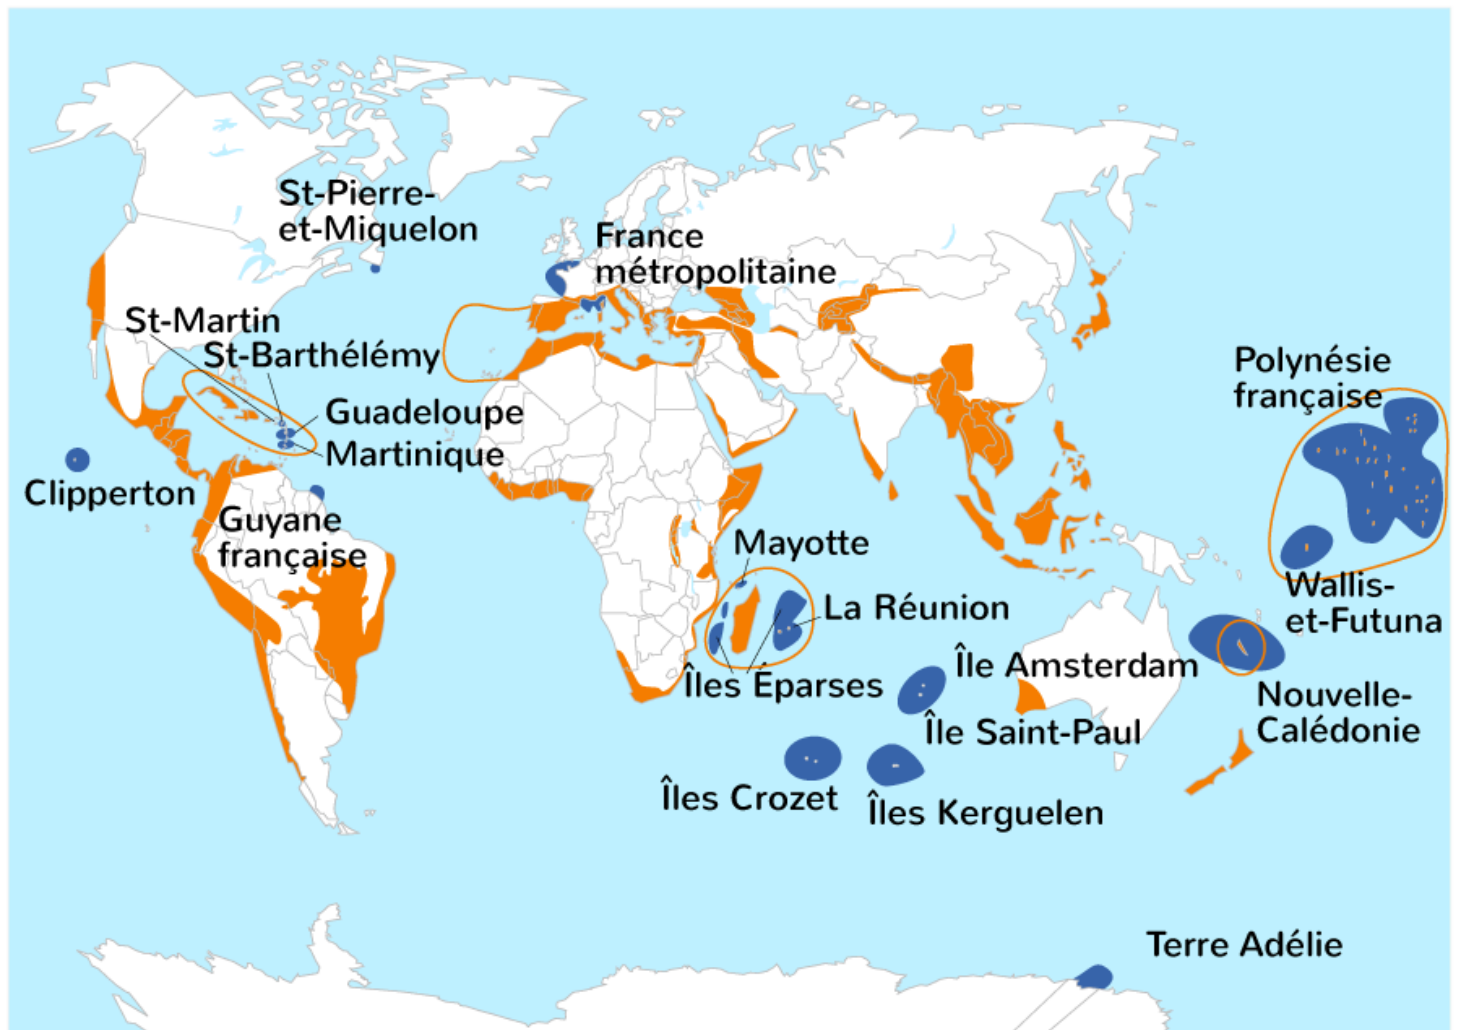 St-Pierre-
et-Miquelon
France
métropolitaine
St-Martin
St-Barthélémy
Guadeloupe
Martinique
Clipperton
Guyane
française
Polynésie
française
Mayotte
La Réunion
Îles Éparses
Wallis-
et-Futuna
Île Amsterdam
Île Saint-Paul
Nouvelle-
Calédonie
Îles Crozet
Îles Kerguelen
Terre Adélie